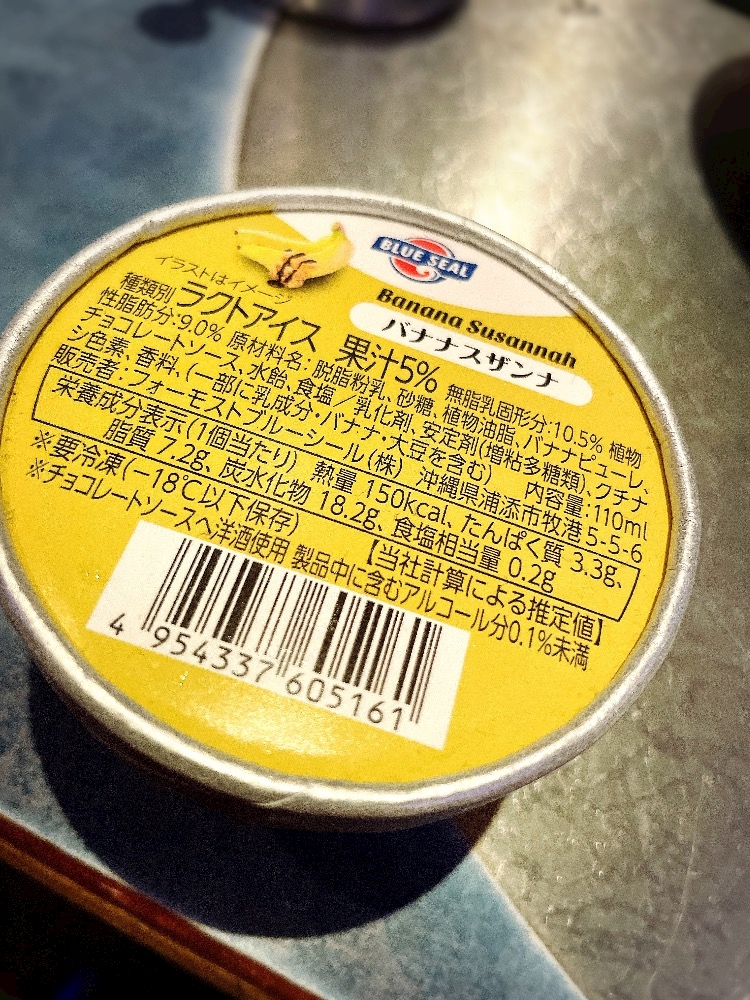 BLUE SEAL
Banana Susannah
バナナスザンナ
イラストはイメージ
種類別 ラクトアイス 果汁5% 無脂乳固形分:10.5% 植物
性脂肪分:9.0% 原材料名:脱脂粉乳、砂糖、植物油脂、バナナピューレ、
チョコレートソース、水飴、食塩/乳化剤、安定剤(増粘多糖類)、クチナ
シ色素、香料、(一部に乳成分・バナナ・大豆を含む) 内容量:110ml
販売者:フォーモストブルーシール(株) 沖縄県浦添市牧港5-5-6
栄養成分表示(1個当たり) 熱量 150kcal、たんぱく質 3.3g、
脂質 7.2g、炭水化物 18.2g、食塩相当量 0.2g
【当社計算による推定値】
※要冷凍(−18℃以下保存)
※チョコレートソースへ洋酒使用 製品中に含むアルコール分0.1%未満
4 954337 605161